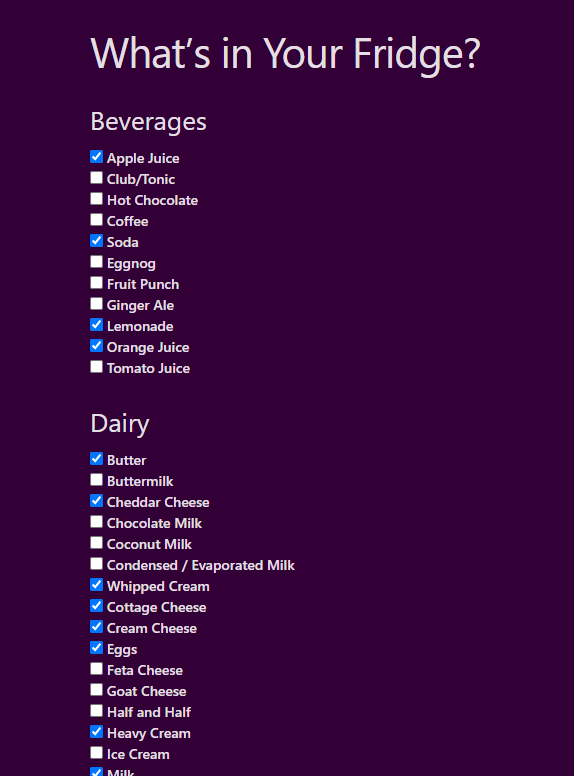 What's in Your Fridge?
Beverages
Apple Juice
Club/Tonic
Hot Chocolate
Coffee
Soda
Eggnog
Fruit Punch
Ginger Ale
Lemonade
Orange Juice
Tomato Juice
Dairy
Butter
Buttermilk
Cheddar Cheese
Chocolate Milk
Coconut Milk
Condensed / Evaporated Milk
Whipped Cream
Cottage Cheese
Cream Cheese
Eggs
Feta Cheese
Goat Cheese
Half and Half
Heavy Cream
Ice Cream
Milk